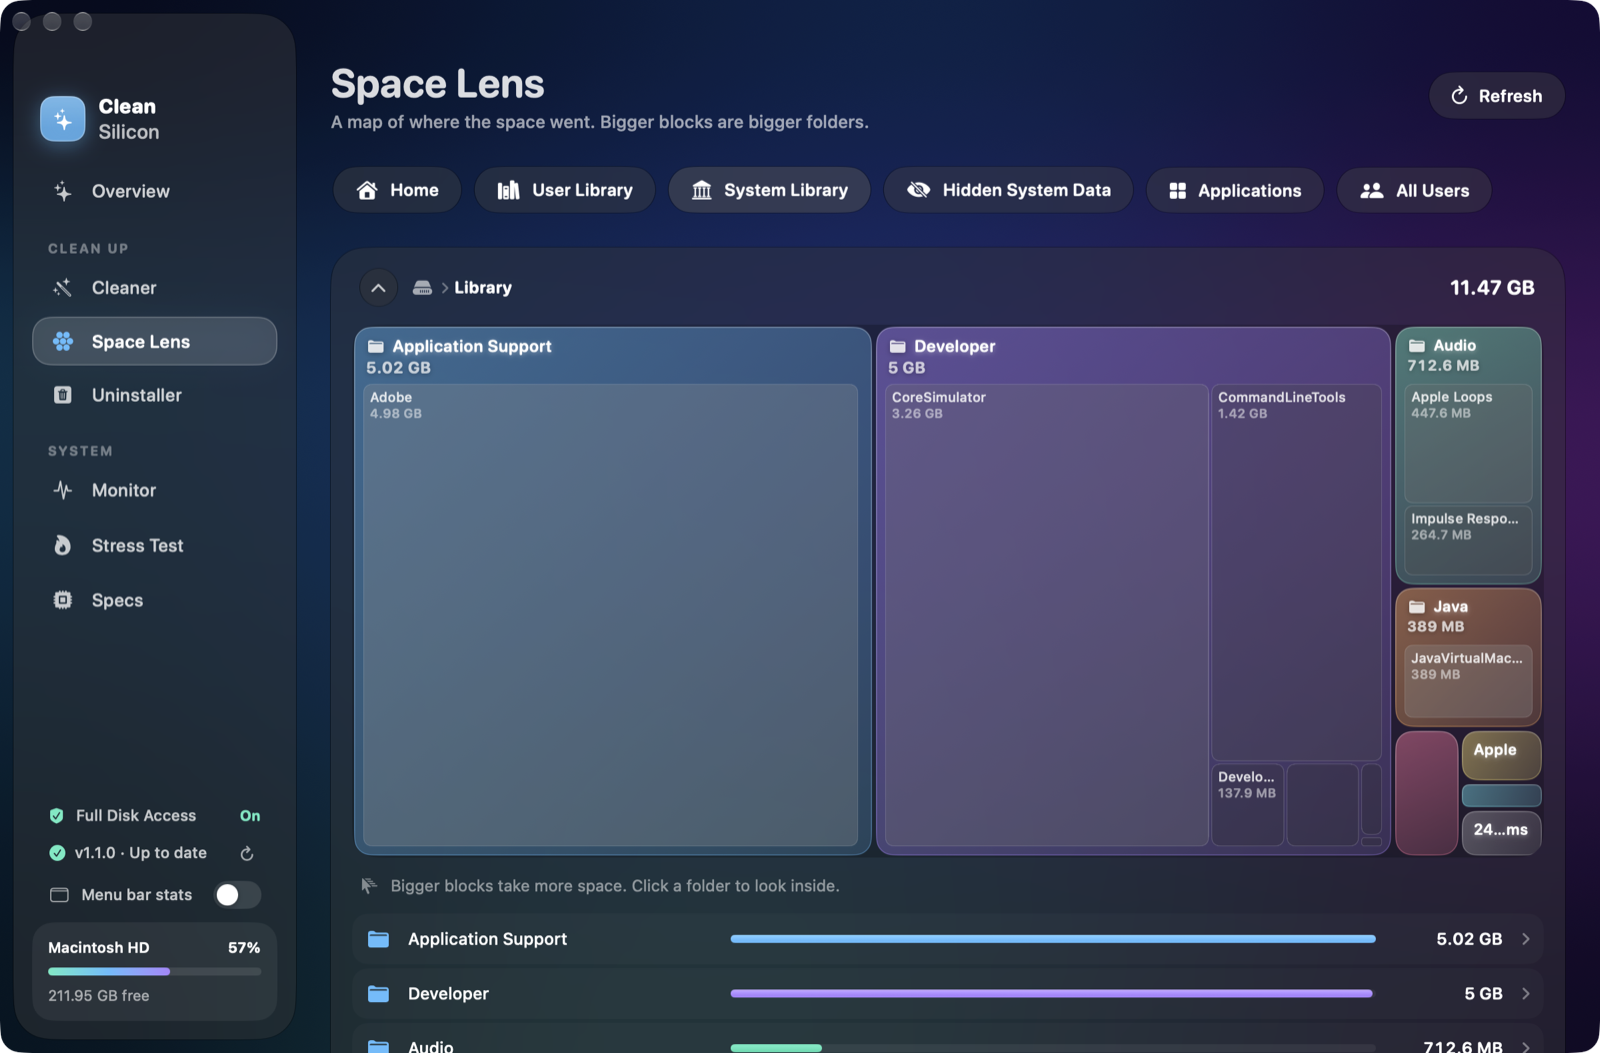 Clean
Silicon
Overview
CLEAN UP
Cleaner
Space Lens
Uninstaller
SYSTEM
Monitor
Stress Test
Specs
Full Disk Access On
v1.1.0 · Up to date
Menu bar stats
Macintosh HD 57%
211.95 GB free
Space Lens
A map of where the space went. Bigger blocks are bigger folders.
Refresh
Home User Library System Library Hidden System Data Applications All Users
Library 11.47 GB
Application Support
5.02 GB
Adobe
4.98 GB
Developer
5 GB
CoreSimulator
3.26 GB
CommandLineTools
1.42 GB
Develo...
137.9 MB
Audio
712.6 MB
Apple Loops
447.6 MB
Impulse Respo...
264.7 MB
Java
389 MB
JavaVirtualMac...
389 MB
Apple
24...ms
Bigger blocks take more space. Click a folder to look inside.
Application Support 5.02 GB
Developer 5 GB
Audio 712.6 MB